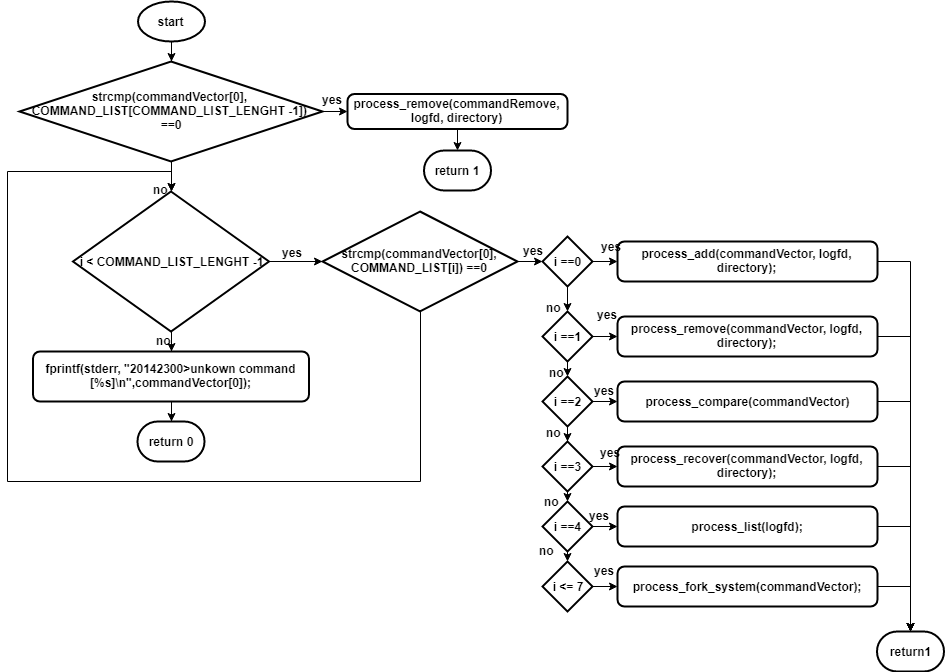 start
strcmp(commandVector[0],
COMMAND_LIST[COMMAND_LIST_LENGHT -1])
==0
yes
process_remove(commandRemove,
logfd, directory)
return 1
no
i < COMMAND_LIST_LENGHT -1
yes
strcmp(commandVector[0],
COMMAND_LIST[i]) ==0
yes
i ==0
yes
process_add(commandVector, logfd,
directory);
no
i ==1
yes
process_remove(commandVector, logfd,
directory);
no
fprintf(stderr, "20142300>unkown command
[%s]\n",commandVector[0]);
return 0
no
i ==2
yes
process_compare(commandVector)
no
i ==3
yes
process_recover(commandVector, logfd,
directory);
no
i ==4
yes
process_list(logfd);
no
i <= 7
yes
process_fork_system(commandVector);
return1